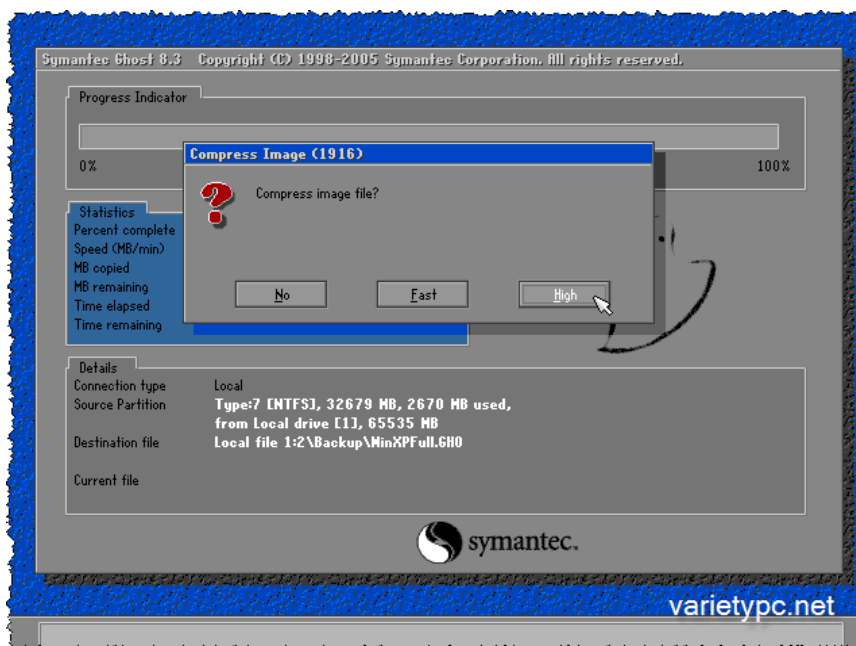 Symantec Ghost 8.3 Copyright (C) 1998-2005 Symantec Corporation. All rights reserved.
Progress Indicator
0% 100%
Compress Image (1916)
Compress image file?
No Fast High
Statistics
Percent complete
Speed (MB/min)
MB copied
MB remaining
Time elapsed
Time remaining
Details
Connection type Local
Source Partition Type:7 [NTFS], 32679 MB, 2670 MB used,
from Local drive [1], 65535 MB
Destination file Local file 1:2\Backup\MinXPFull.GHO
Current file
symantec.
varietypc.net